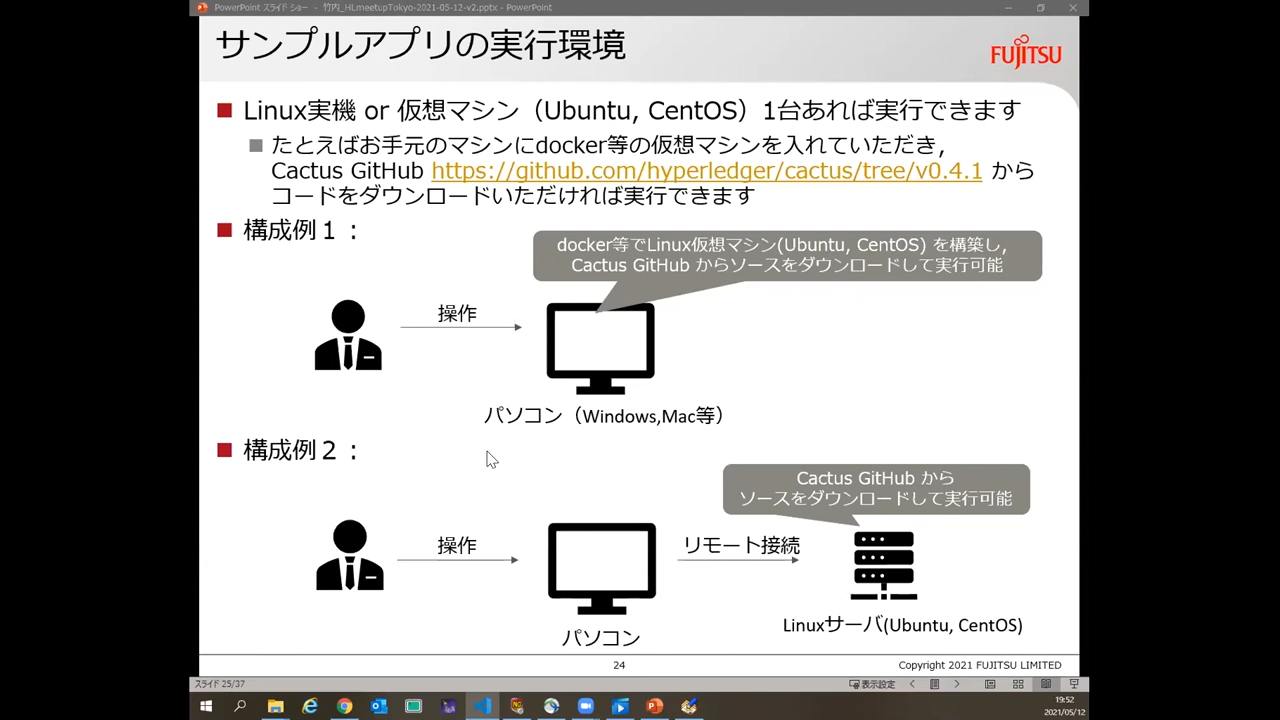 PowerPoint スライド ショー - 竹内_HLmeetupTokyo-2021-05-12-v2.pptx - PowerPoint
サンプルアプリの実行環境
FUJITSU
Linux実機 or 仮想マシン（Ubuntu, CentOS）1台あれば実行できます
たとえばお手元のマシンにdocker等の仮想マシンを入れていただき,
Cactus GitHub https://github.com/hyperledger/cactus/tree/v0.4.1 から
コードをダウンロードいただければ実行できます
構成例１：
docker等でLinux仮想マシン(Ubuntu, CentOS) を構築し,
Cactus GitHub からソースをダウンロードして実行可能
操作
パソコン（Windows,Mac等）
構成例２：
Cactus GitHub から
ソースをダウンロードして実行可能
操作
リモート接続
パソコン
Linuxサーバ(Ubuntu, CentOS)
24
Copyright 2021 FUJITSU LIMITED
スライド 25/37
表示設定
19:52
2021/05/12